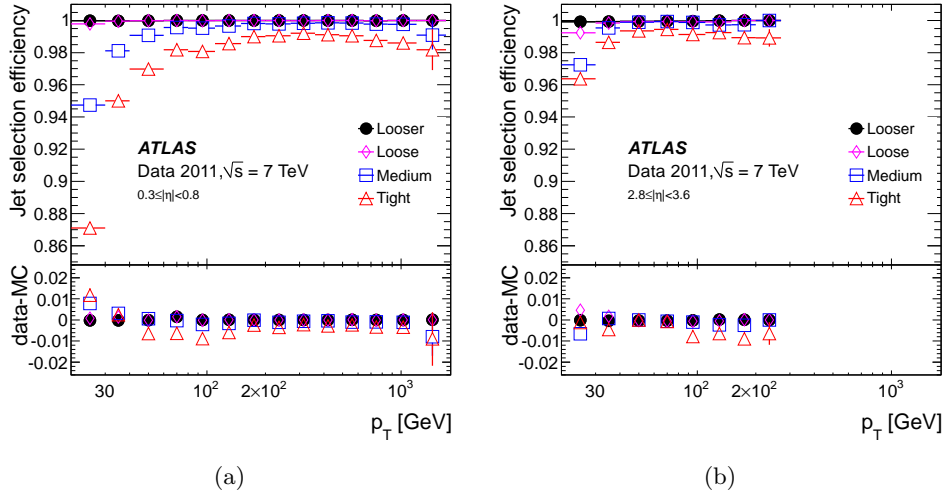 Jet selection efficiency
1
0.98
0.96
0.94
0.92
0.9
0.88
0.86
ATLAS
Data 2011,√s = 7 TeV
0.3≤|η|<0.8
Looser
Loose
Medium
Tight
data-MC
0.02
0.01
0
-0.01
-0.02
30
10²
2×10²
10³
p_T [GeV]
(a)
Jet selection efficiency
1
0.98
0.96
0.94
0.92
0.9
0.88
0.86
ATLAS
Data 2011,√s = 7 TeV
2.8≤|η|<3.6
Looser
Loose
Medium
Tight
data-MC
0.02
0.01
0
-0.01
-0.02
30
10²
2×10²
10³
p_T [GeV]
(b)